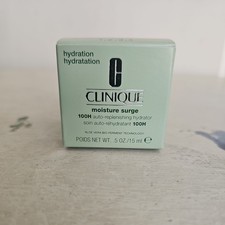 hydration
hydratation
CLINIQUE
moisture surge
100H auto-replenishing hydrator
soin auto-réhydratant 100H
POIDS NET WT. .5 OZ/15 ml ℮